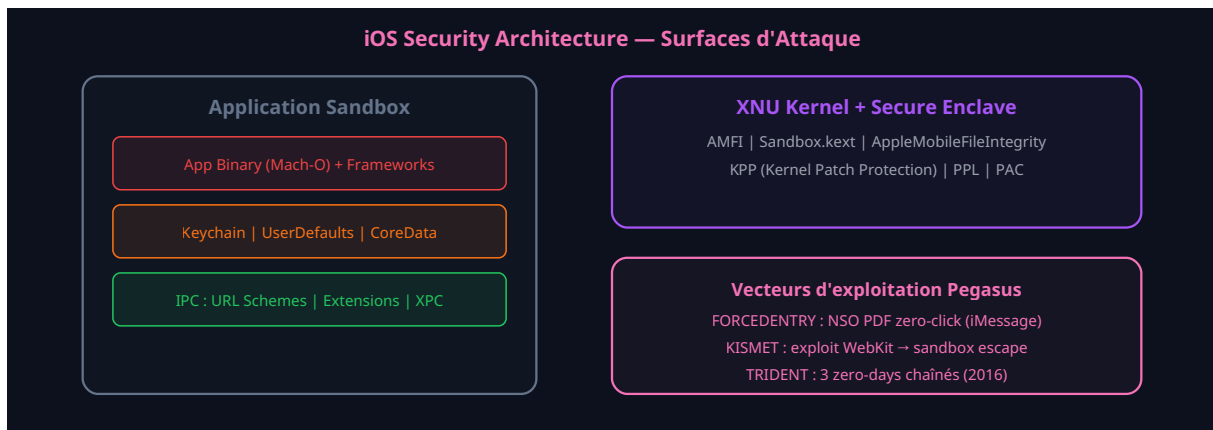 iOS Security Architecture — Surfaces d'Attaque
Application Sandbox
App Binary (Mach-O) + Frameworks
Keychain | UserDefaults | CoreData
IPC : URL Schemes | Extensions | XPC
XNU Kernel + Secure Enclave
AMFI | Sandbox.kext | AppleMobileFileIntegrity
KPP (Kernel Patch Protection) | PPL | PAC
Vecteurs d'exploitation Pegasus
FORCEDENTRY : NSO PDF zero-click (iMessage)
KISMET : exploit WebKit → sandbox escape
TRIDENT : 3 zero-days chaînés (2016)